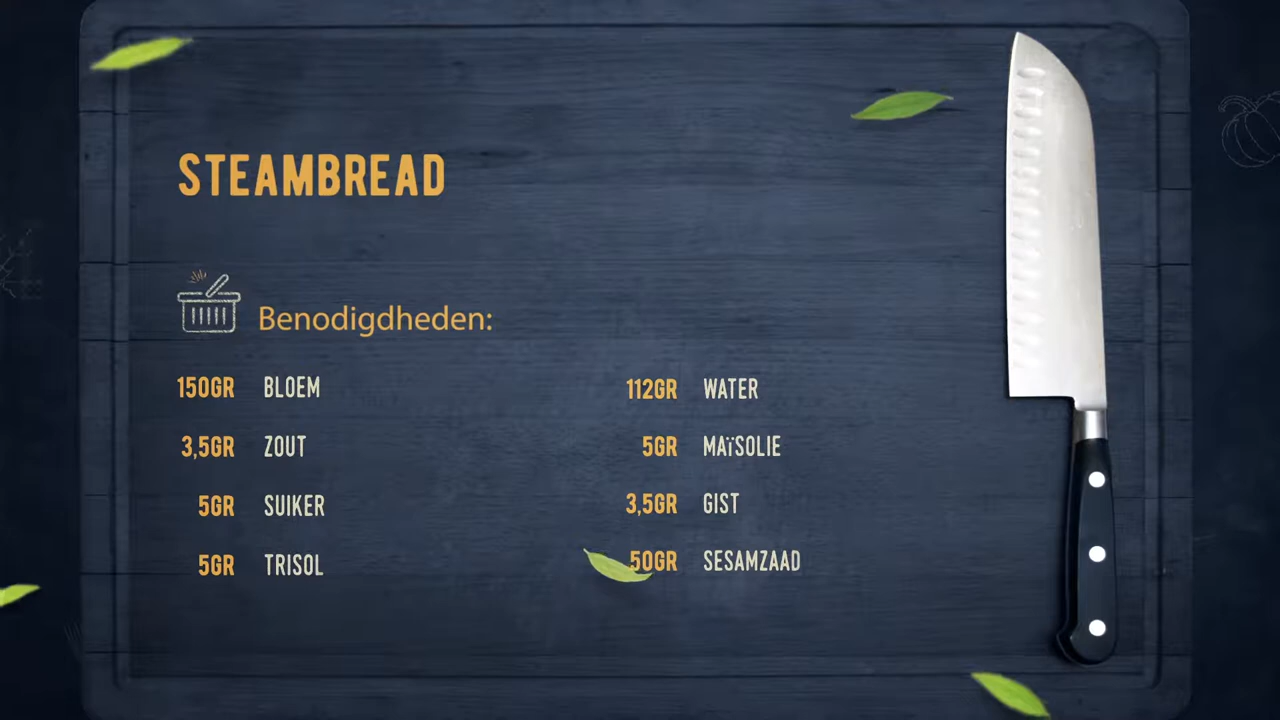 STEAMBREAD
Benodigdheden:
150GR BLOEM
3,5GR ZOUT
5GR SUIKER
5GR TRISOL
112GR WATER
5GR MAïSOLIE
3,5GR GIST
50GR SESAMZAAD